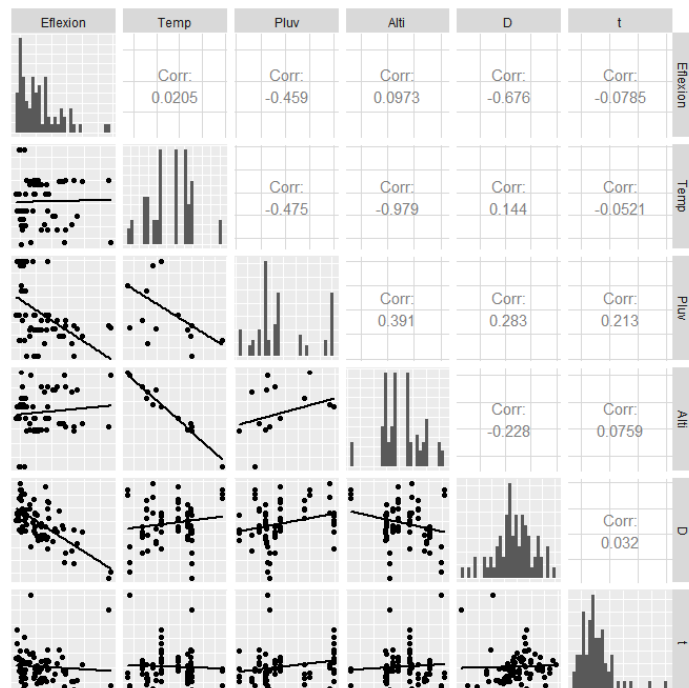 Eflexion Temp Pluv Alti D t
Corr: Corr: Corr: Corr: Corr:
0.0205 -0.459 0.0973 -0.676 -0.0785
Eflexion
Corr: Corr: Corr: Corr:
-0.475 -0.979 0.144 -0.0521
Temp
Corr: Corr: Corr:
0.391 0.283 0.213
Pluv
Corr: Corr:
-0.228 0.0759
Alti
Corr:
0.032
D
t